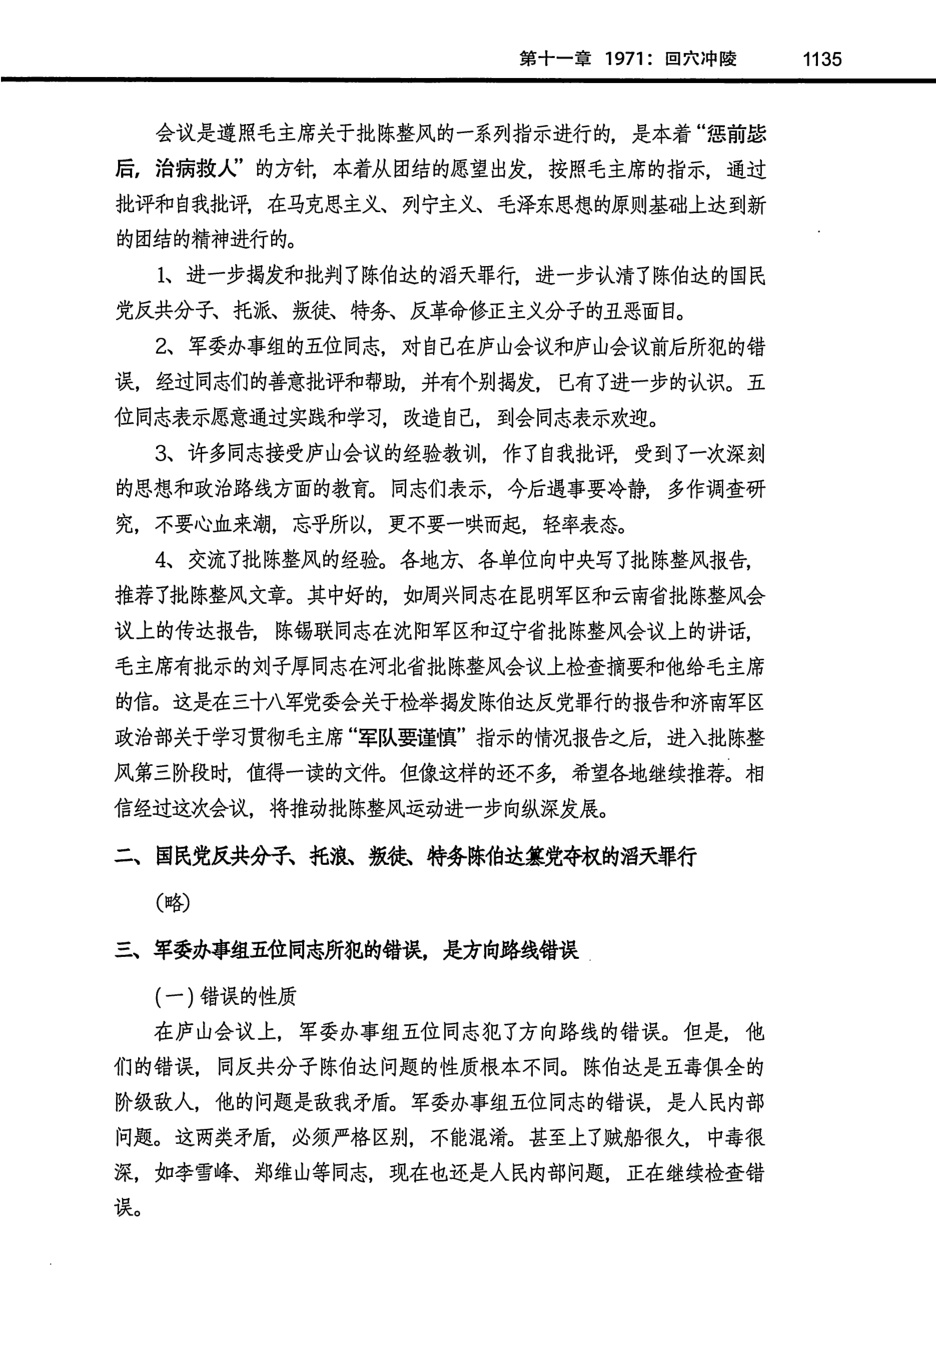 第十一章 1971：回穴冲陵 1135
会议是遵照毛主席关于批陈整风的一系列指示进行的，是本着“惩前毖
后，治病救人”的方针，本着从团结的愿望出发，按照毛主席的指示，通过
批评和自我批评，在马克思主义、列宁主义、毛泽东思想的原则基础上达到新
的团结的精神进行的。
1、进一步揭发和批判了陈伯达的滔天罪行，进一步认清了陈伯达的国民
党反共分子、托派、叛徒、特务、反革命修正主义分子的丑恶面目。
2、军委办事组的五位同志，对自己在庐山会议和庐山会议前后所犯的错
误，经过同志们的善意批评和帮助，并有个别揭发，已有了进一步的认识。五
位同志表示愿意通过实践和学习，改造自己，到会同志表示欢迎。
3、许多同志接受庐山会议的经验教训，作了自我批评，受到了一次深刻
的思想和政治路线方面的教育。同志们表示，今后遇事要冷静，多作调查研
究，不要心血来潮，忘乎所以，更不要一哄而起，轻率表态。
4、交流了批陈整风的经验。各地方、各单位向中央写了批陈整风报告，
推荐了批陈整风文章。其中好的，如周兴同志在昆明军区和云南省批陈整风会
议上的传达报告，陈锡联同志在沈阳军区和辽宁省批陈整风会议上的讲话，
毛主席有批示的刘子厚同志在河北省批陈整风会议上检查摘要和他给毛主席
的信。这是在三十八军党委会关于检举揭发陈伯达反党罪行的报告和济南军区
政治部关于学习贯彻毛主席“军队要谨慎”指示的情况报告之后，进入批陈整
风第三阶段时，值得一读的文件。但像这样的还不多，希望各地继续推荐。相
信经过这次会议，将推动批陈整风运动进一步向纵深发展。
二、国民党反共分子、托浪、叛徒、特务陈伯达篡党夺权的滔天罪行
（略）
三、军委办事组五位同志所犯的错误，是方向路线错误
（一）错误的性质
在庐山会议上，军委办事组五位同志犯了方向路线的错误。但是，他
们的错误，同反共分子陈伯达问题的性质根本不同。陈伯达是五毒俱全的
阶级敌人，他的问题是敌我矛盾。军委办事组五位同志的错误，是人民内部
问题。这两类矛盾，必须严格区别，不能混淆。甚至上了贼船很久，中毒很
深，如李雪峰、郑维山等同志，现在也还是人民内部问题，正在继续检查错
误。